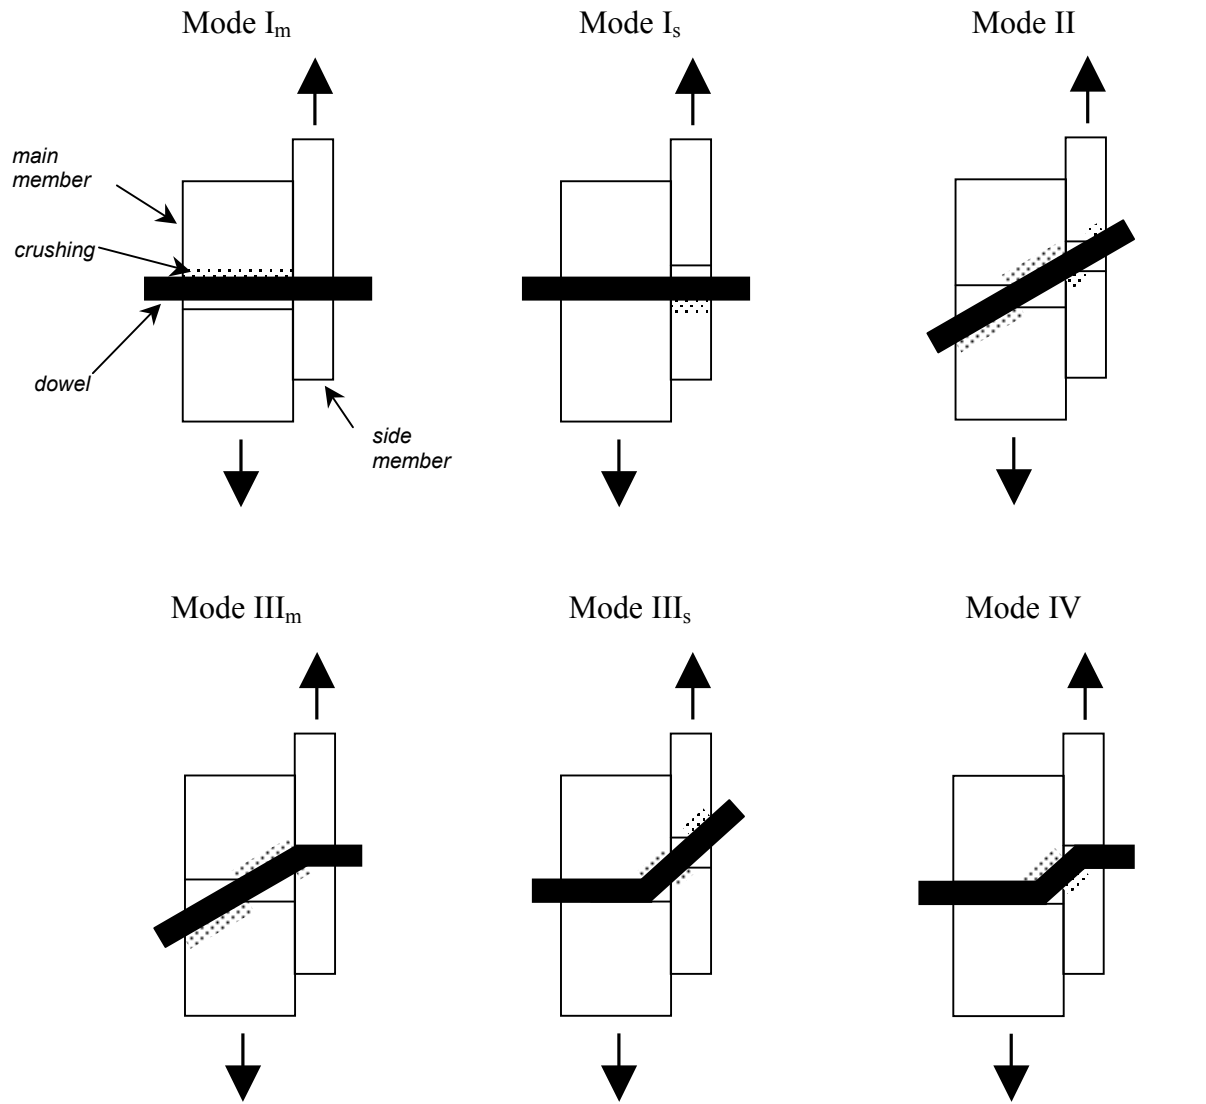 Mode Iₘ
Mode Iₛ
Mode II
main
member
crushing
dowel
side
member
Mode IIIₘ
Mode IIIₛ
Mode IV